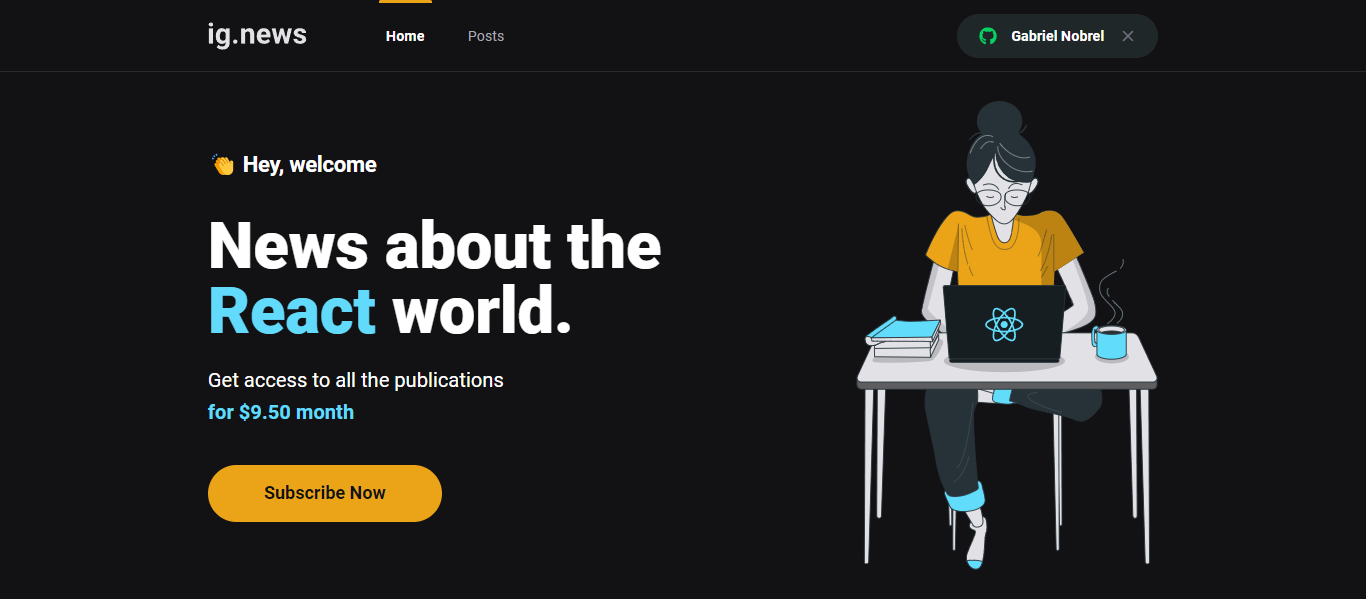 ig.news
Home
Posts
Gabriel Nobrel
👏 Hey, welcome
News about the
React world.
Get access to all the publications
for $9.50 month
Subscribe Now